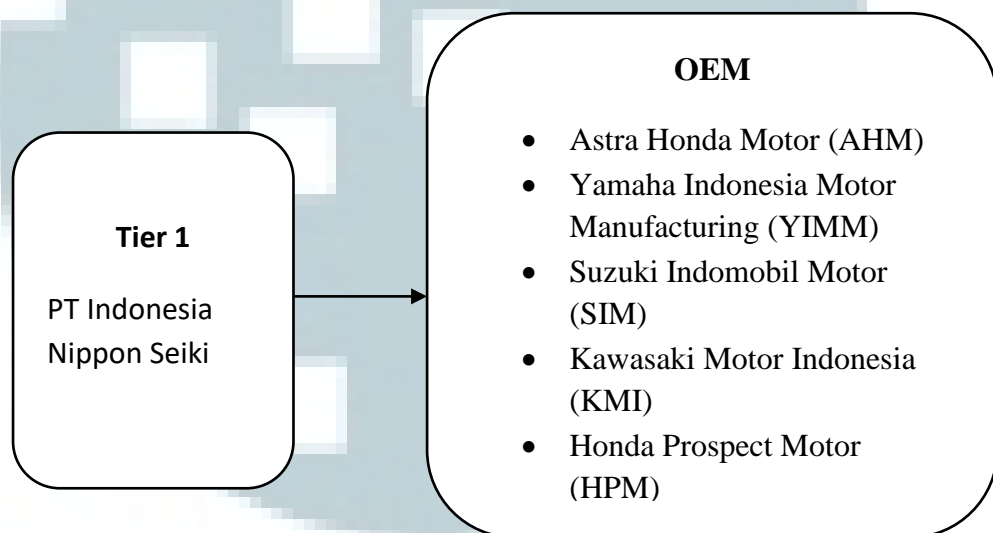 Tier 1
PT Indonesia
Nippon Seiki
OEM
• Astra Honda Motor (AHM)
• Yamaha Indonesia Motor
Manufacturing (YIMM)
• Suzuki Indomobil Motor
(SIM)
• Kawasaki Motor Indonesia
(KMI)
• Honda Prospect Motor
(HPM)